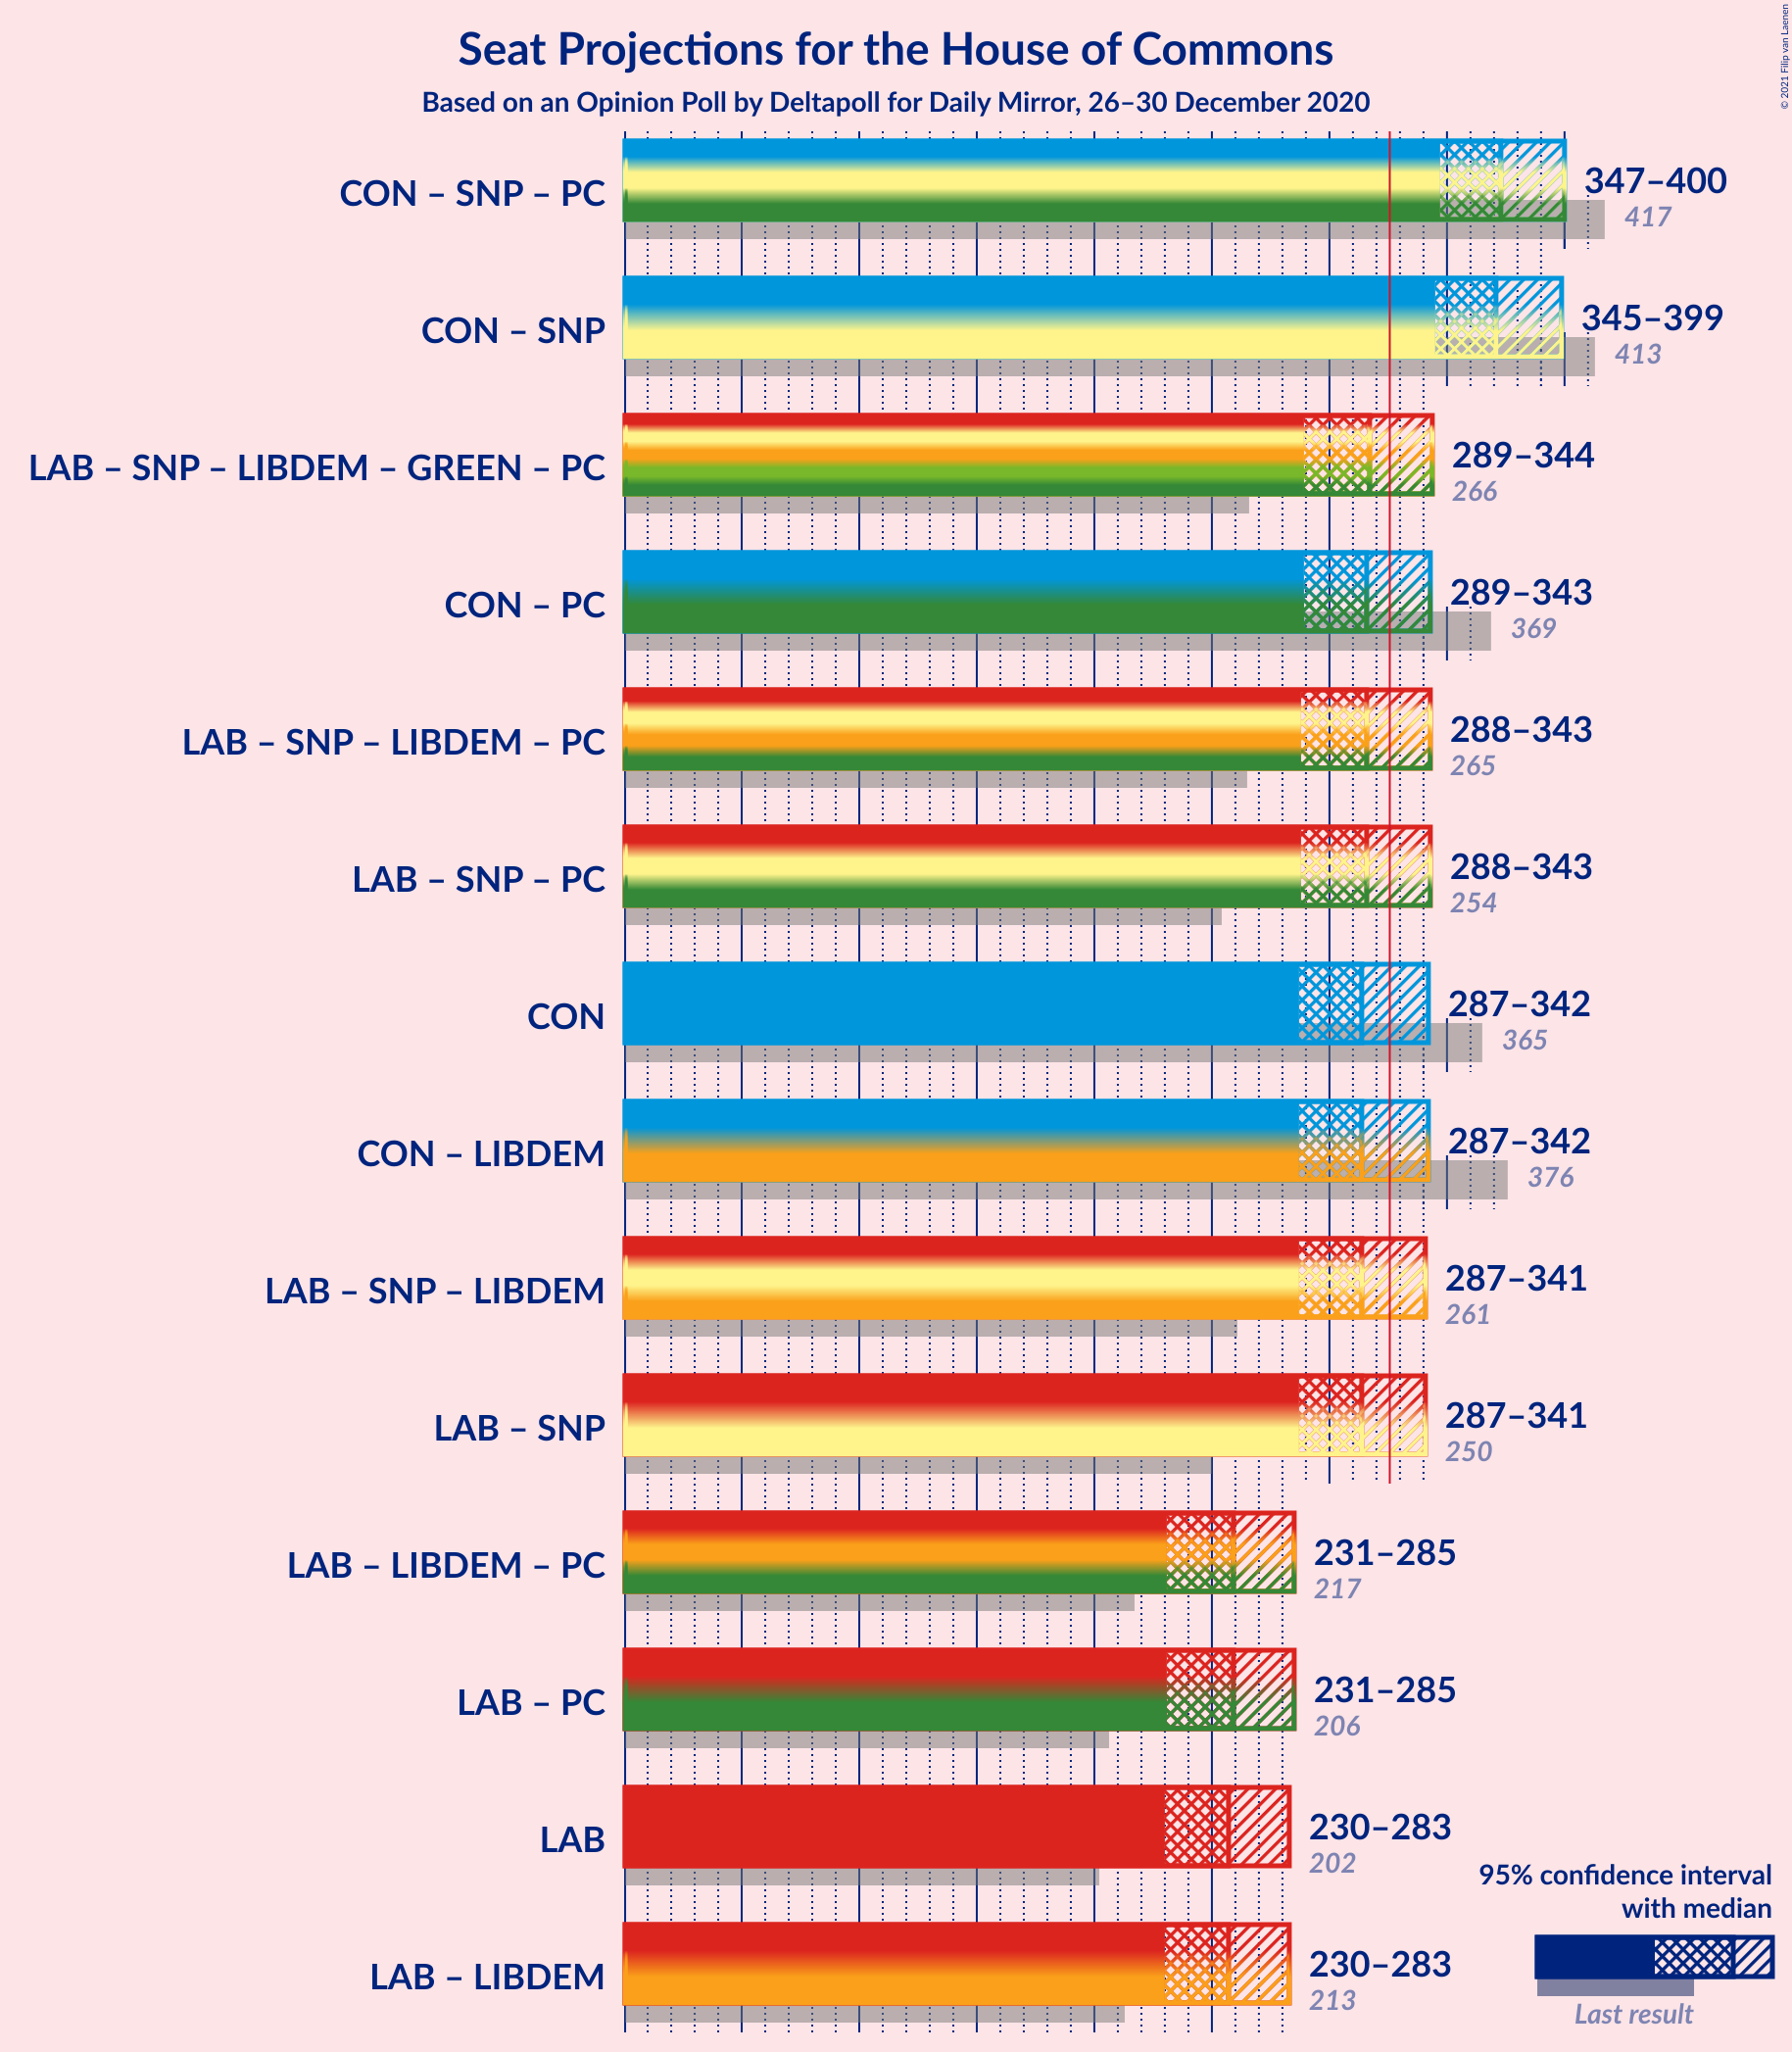 Seat Projections for the House of Commons
Based on an Opinion Poll by Deltapoll for Daily Mirror, 26–30 December 2020
© 2021 Filip van Laenen
CON – SNP – PC
347–400
417
CON – SNP
345–399
413
LAB – SNP – LIBDEM – GREEN – PC
289–344
266
CON – PC
289–343
369
LAB – SNP – LIBDEM – PC
288–343
265
LAB – SNP – PC
288–343
254
CON
287–342
365
CON – LIBDEM
287–342
376
LAB – SNP – LIBDEM
287–341
261
LAB – SNP
287–341
250
LAB – LIBDEM – PC
231–285
217
LAB – PC
231–285
206
LAB
230–283
202
LAB – LIBDEM
230–283
213
95% confidence interval
with median
Last result